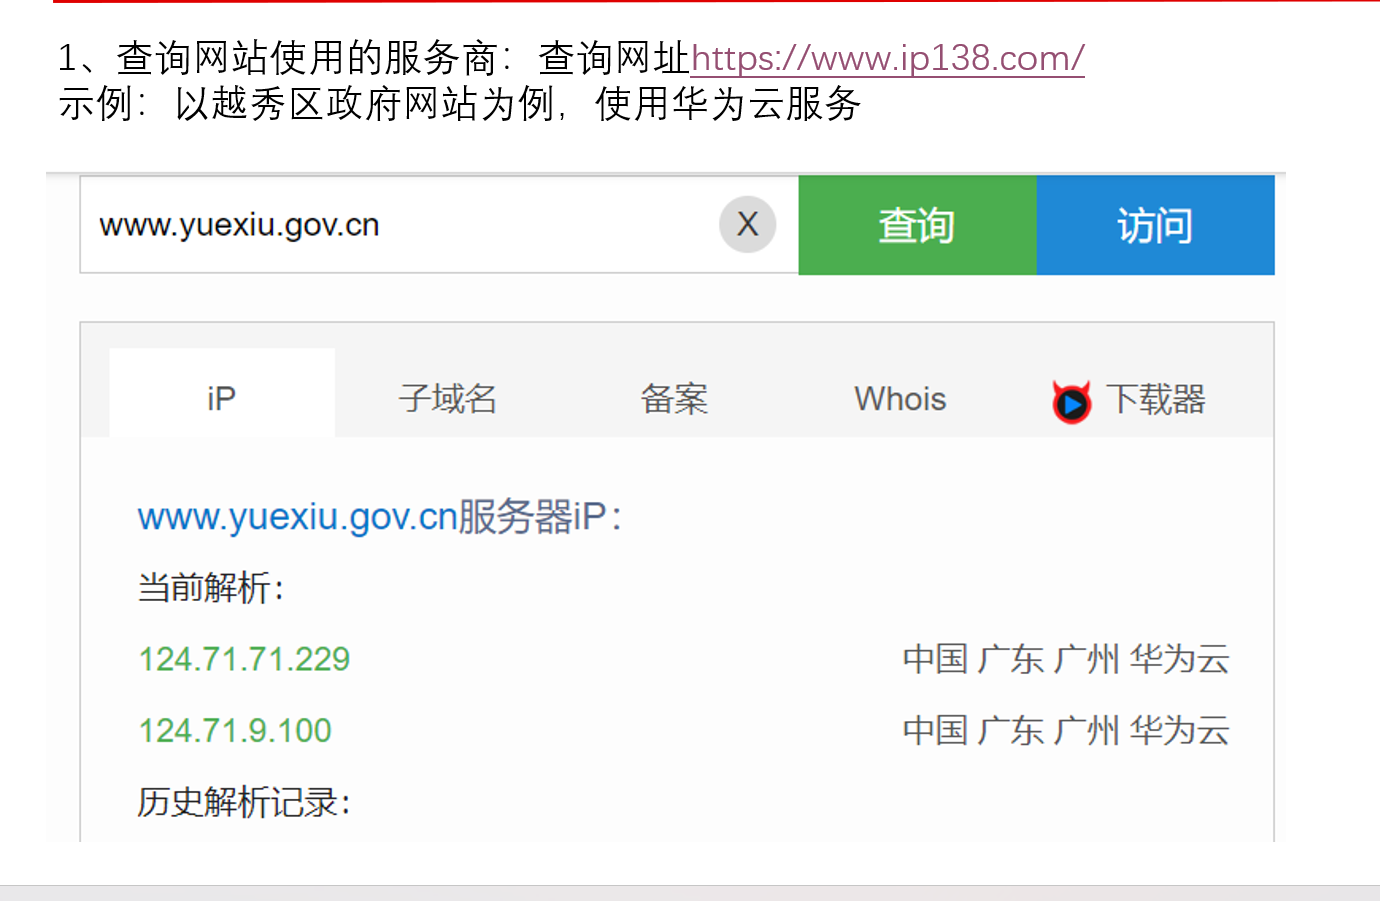 1、查询网站使用的服务商：查询网址https://www.ip138.com/
示例：以越秀区政府网站为例，使用华为云服务
www.yuexiu.gov.cn X 查询 访问
iP 子域名 备案 Whois 下载器
www.yuexiu.gov.cn服务器iP：
当前解析：
124.71.71.229 中国 广东 广州 华为云
124.71.9.100 中国 广东 广州 华为云
历史解析记录：